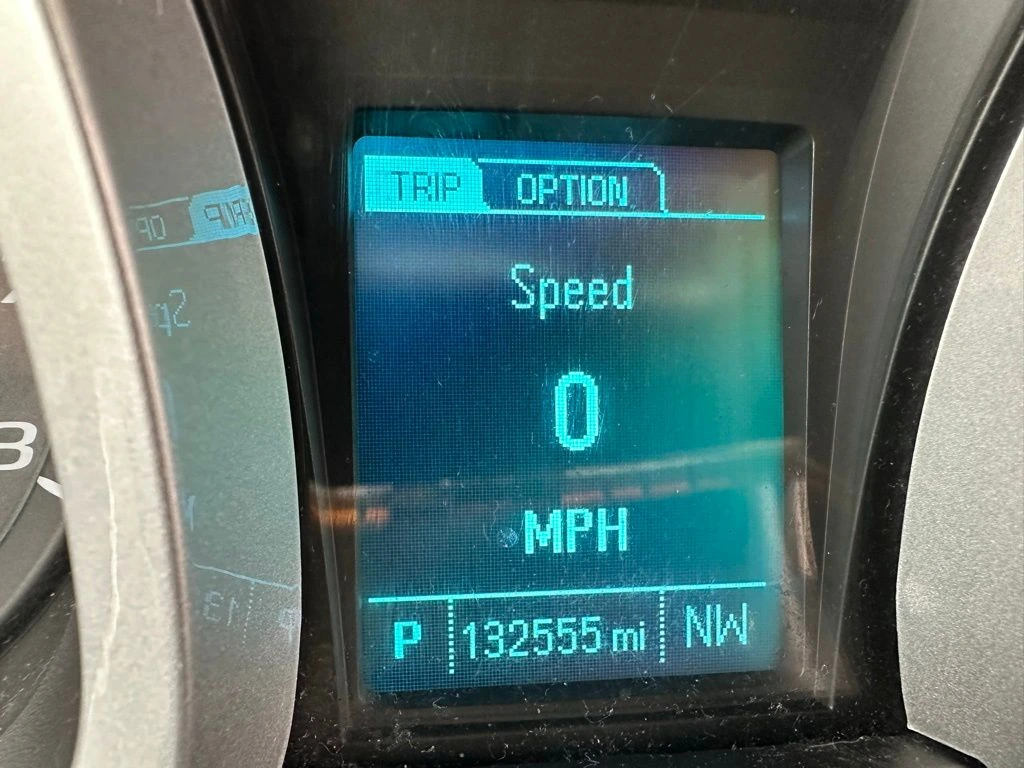 TRIP OPTION
Speed
0
MPH
P 132555 mi NW